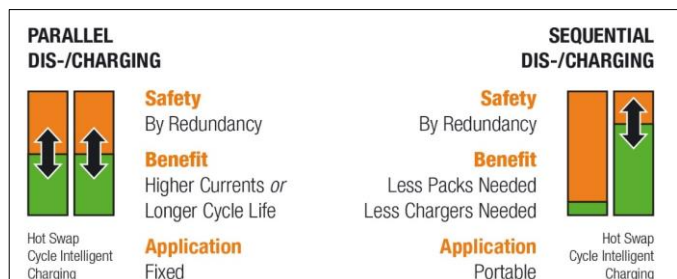 PARALLEL
DIS-/CHARGING
Safety
By Redundancy
Benefit
Higher Currents or
Longer Cycle Life
Application
Fixed
Hot Swap
Cycle Intelligent
Charging
SEQUENTIAL
DIS-/CHARGING
Safety
By Redundancy
Benefit
Less Packs Needed
Less Chargers Needed
Application
Portable
Hot Swap
Cycle Intelligent
Charging